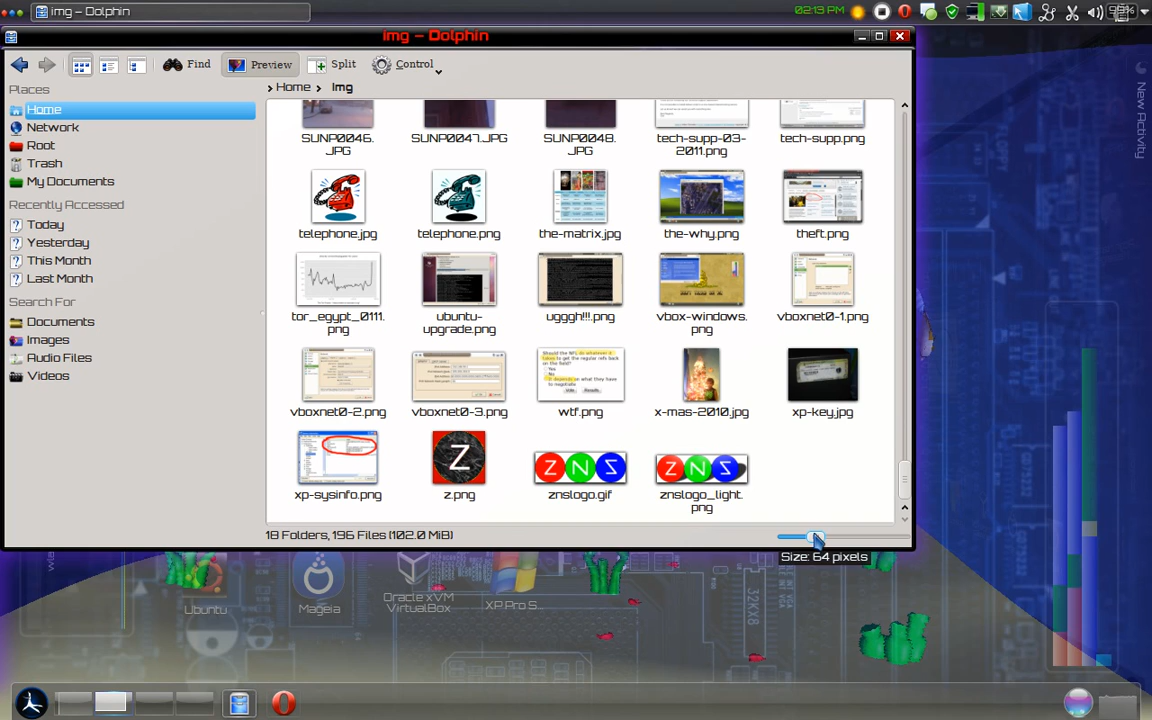 img – Dolphin
02:13 PM
img – Dolphin
Find
Preview
Split
Control
Home
Img
New Activity
Places
Home
Network
Root
Trash
My Documents
Recently Accessed
Today
Yesterday
This Month
Last Month
Search For
Documents
Images
Audio Files
Videos
SUNP0046.
JPG
SUNP0047.JPG
SUNP0048.
JPG
tech-supp-03-
2011.png
tech-supp.png
telephone.jpg
telephone.png
the-matrix.jpg
the-why.png
theft.png
tor_egypt_0111.
png
ubuntu-
upgrade.png
ugggh!!!.png
vbox-windows.
png
vboxnet0-1.png
vboxnet0-2.png
vboxnet0-3.png
wtf.png
x-mas-2010.jpg
xp-key.jpg
xp-sysinfo.png
z.png
znslogo.gif
znslogo_light.
png
Z
Z N S
Z N S
18 Folders, 196 Files (102.0 MiB)
Size: 64 pixels
Ubuntu
Mageia
Oracle xVM
VirtualBox
XP Pro S...
32KX8